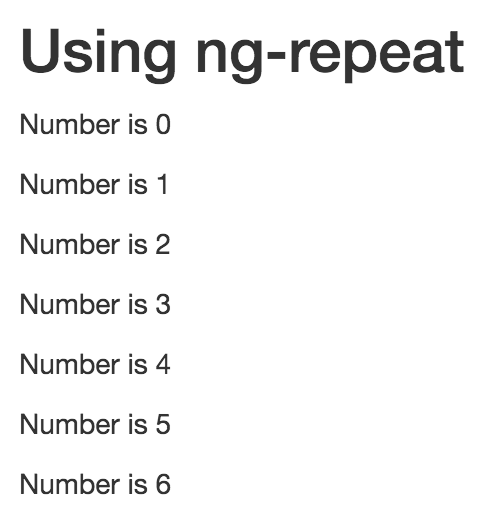 Using ng-repeat
Number is 0
Number is 1
Number is 2
Number is 3
Number is 4
Number is 5
Number is 6